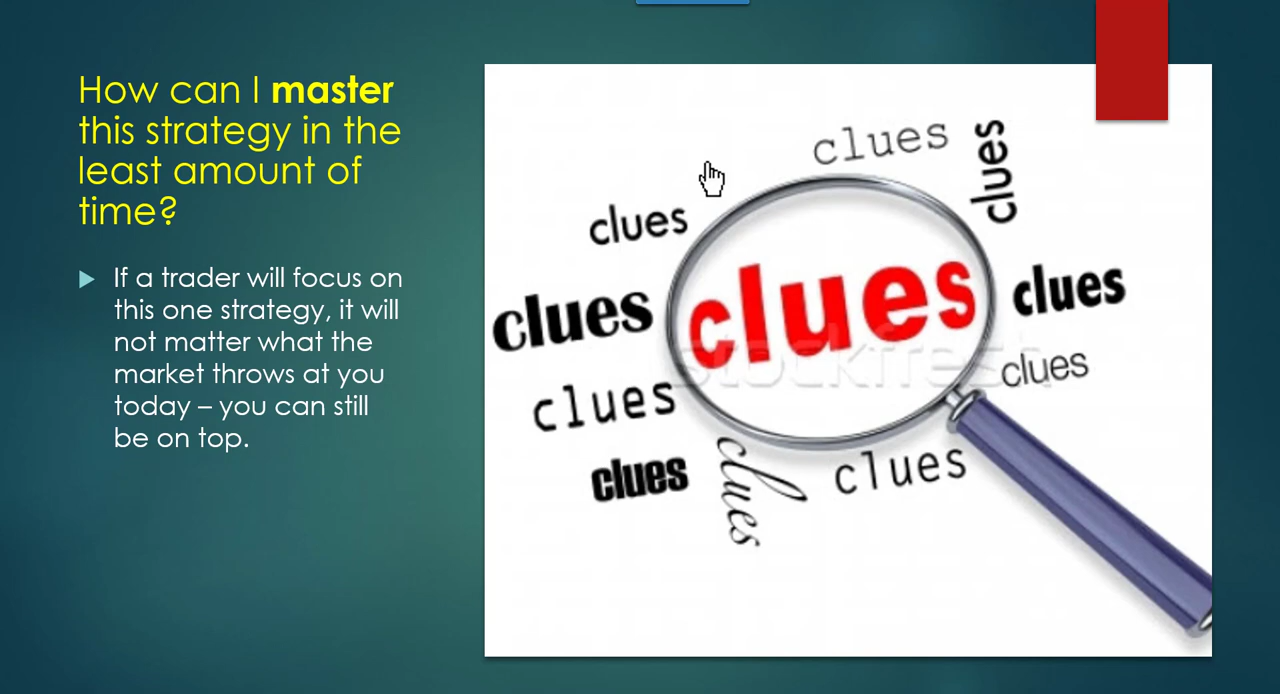 How can I master
this strategy in the
least amount of
time?
If a trader will focus on
this one strategy, it will
not matter what the
market throws at you
today – you can still
be on top.
clues
clues
clues
clues
clues
clues
clues
clues
clues
clues
clues